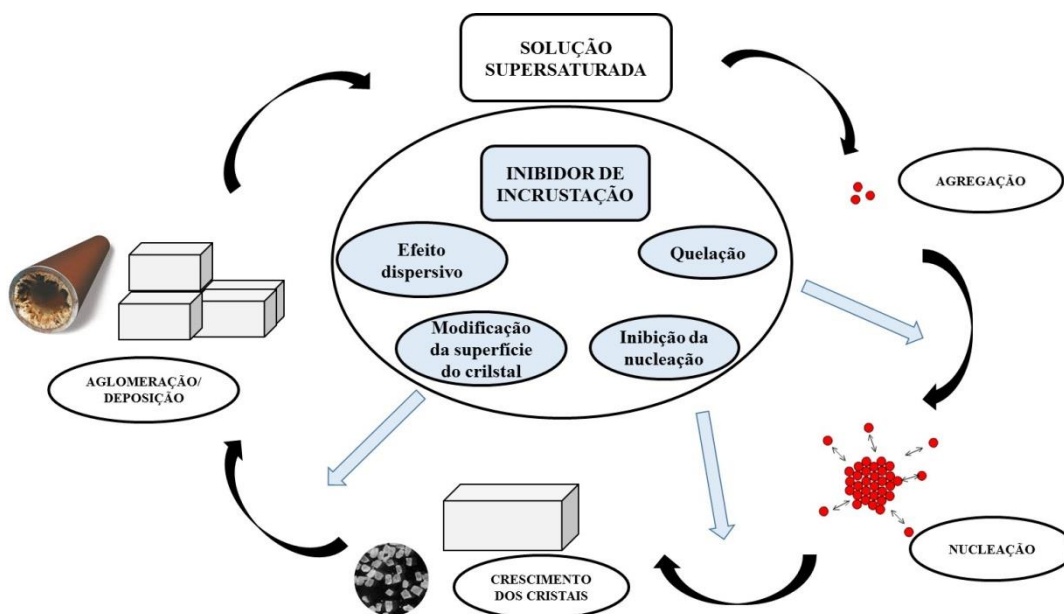 SOLUÇÃO
SUPERSATURADA
INIBIDOR DE
INCRUSTAÇÃO
AGREGAÇÃO
Efeito
dispersivo
Quelação
Modificação
da superfície
do crilstal
Inibição da
nucleação
AGLOMERAÇÃO/
DEPOSIÇÃO
CRESCIMENTO
DOS CRISTAIS
NUCLEAÇÃO